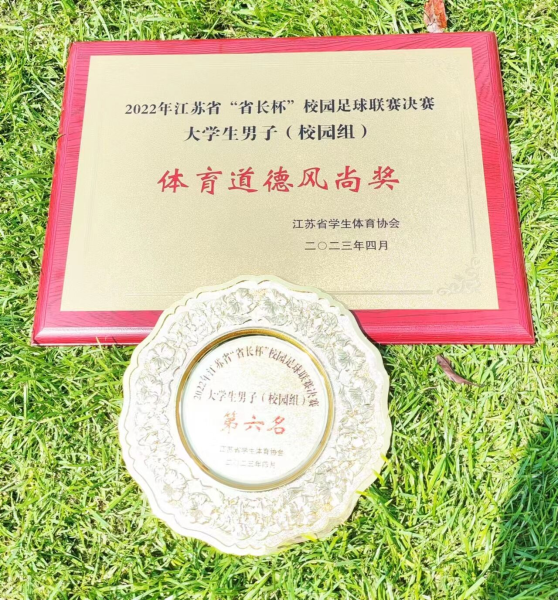 2022年江苏省“省长杯”校园足球联赛决赛
大学生男子（校园组）
体育道德风尚奖
江苏省学生体育协会
二〇二三年四月
2022年江苏省“省长杯”校园足球联赛决赛
大学生男子（校园组）
第六名
江苏省学生体育协会
二〇二三年四月